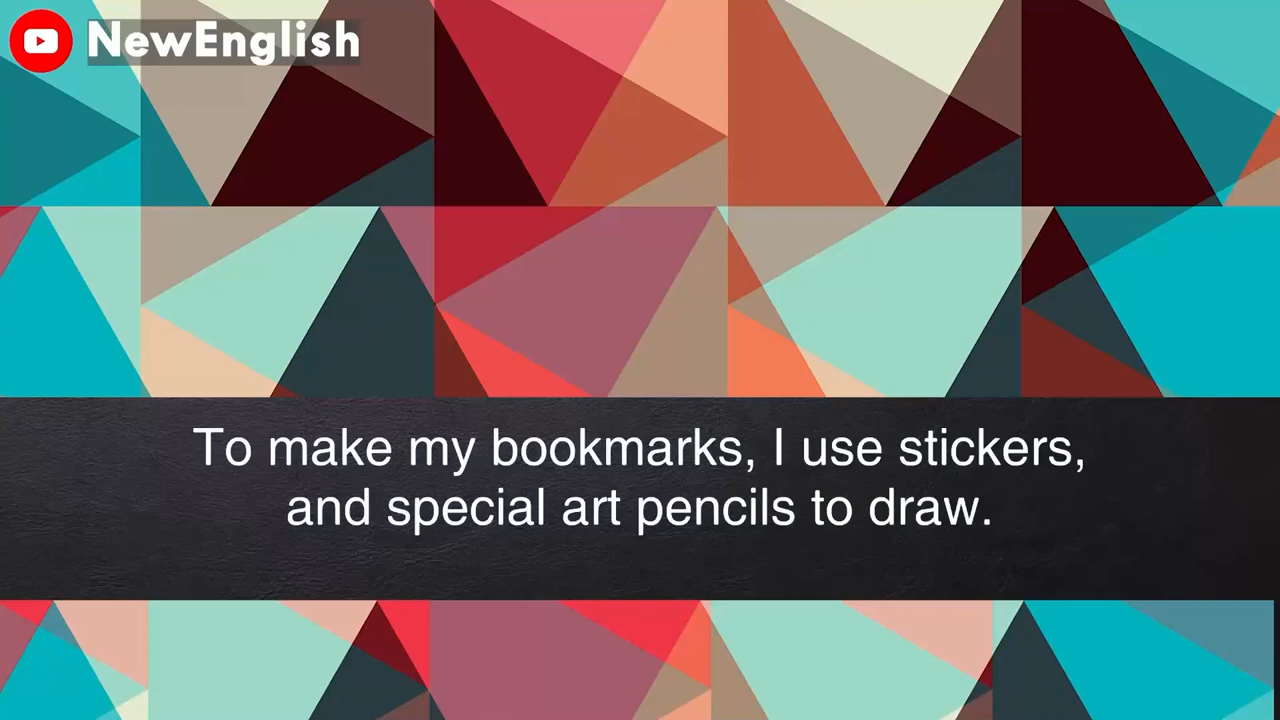 NewEnglish
To make my bookmarks, I use stickers,
and special art pencils to draw.